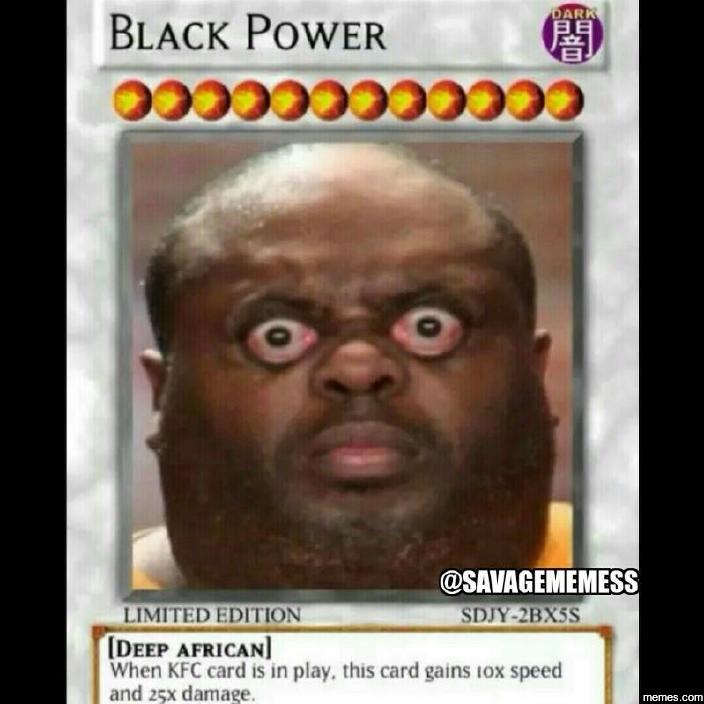 BLACK POWER
DARK
闇
@SAVAGEMEMESS
LIMITED EDITION SDJY-2BX5S
[DEEP AFRICAN]
When KFC card is in play, this card gains 10x speed
and 25x damage.
memes.com